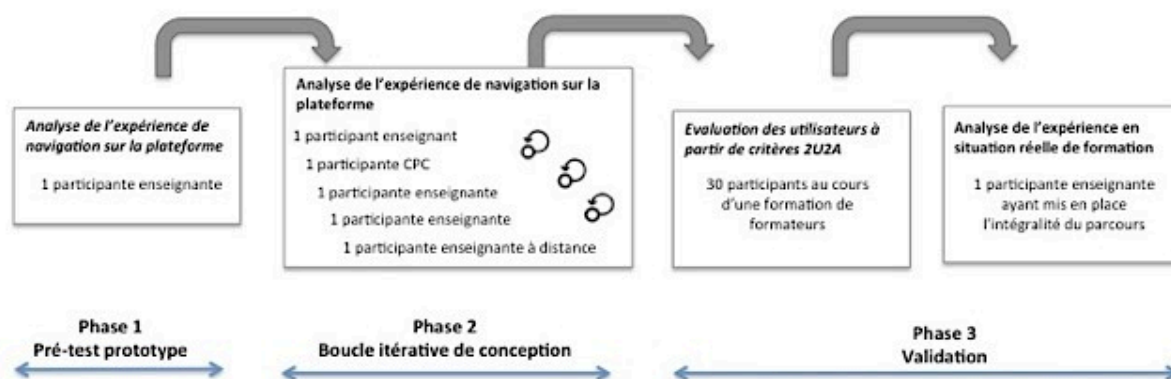 Analyse de l'expérience de
navigation sur la plateforme
1 participante enseignante
Analyse de l'expérience de navigation sur la
plateforme
1 participant enseignant
1 participante CPC
1 participante enseignante
1 participante enseignante
1 participante enseignante à distance
Evaluation des utilisateurs à
partir de critères 2U2A
30 participants au cours
d'une formation de
formateurs
Analyse de l'expérience en
situation réelle de formation
1 participante enseignante
ayant mis en place
l'intégralité du parcours
Phase 1
Pré-test prototype
Phase 2
Boucle itérative de conception
Phase 3
Validation